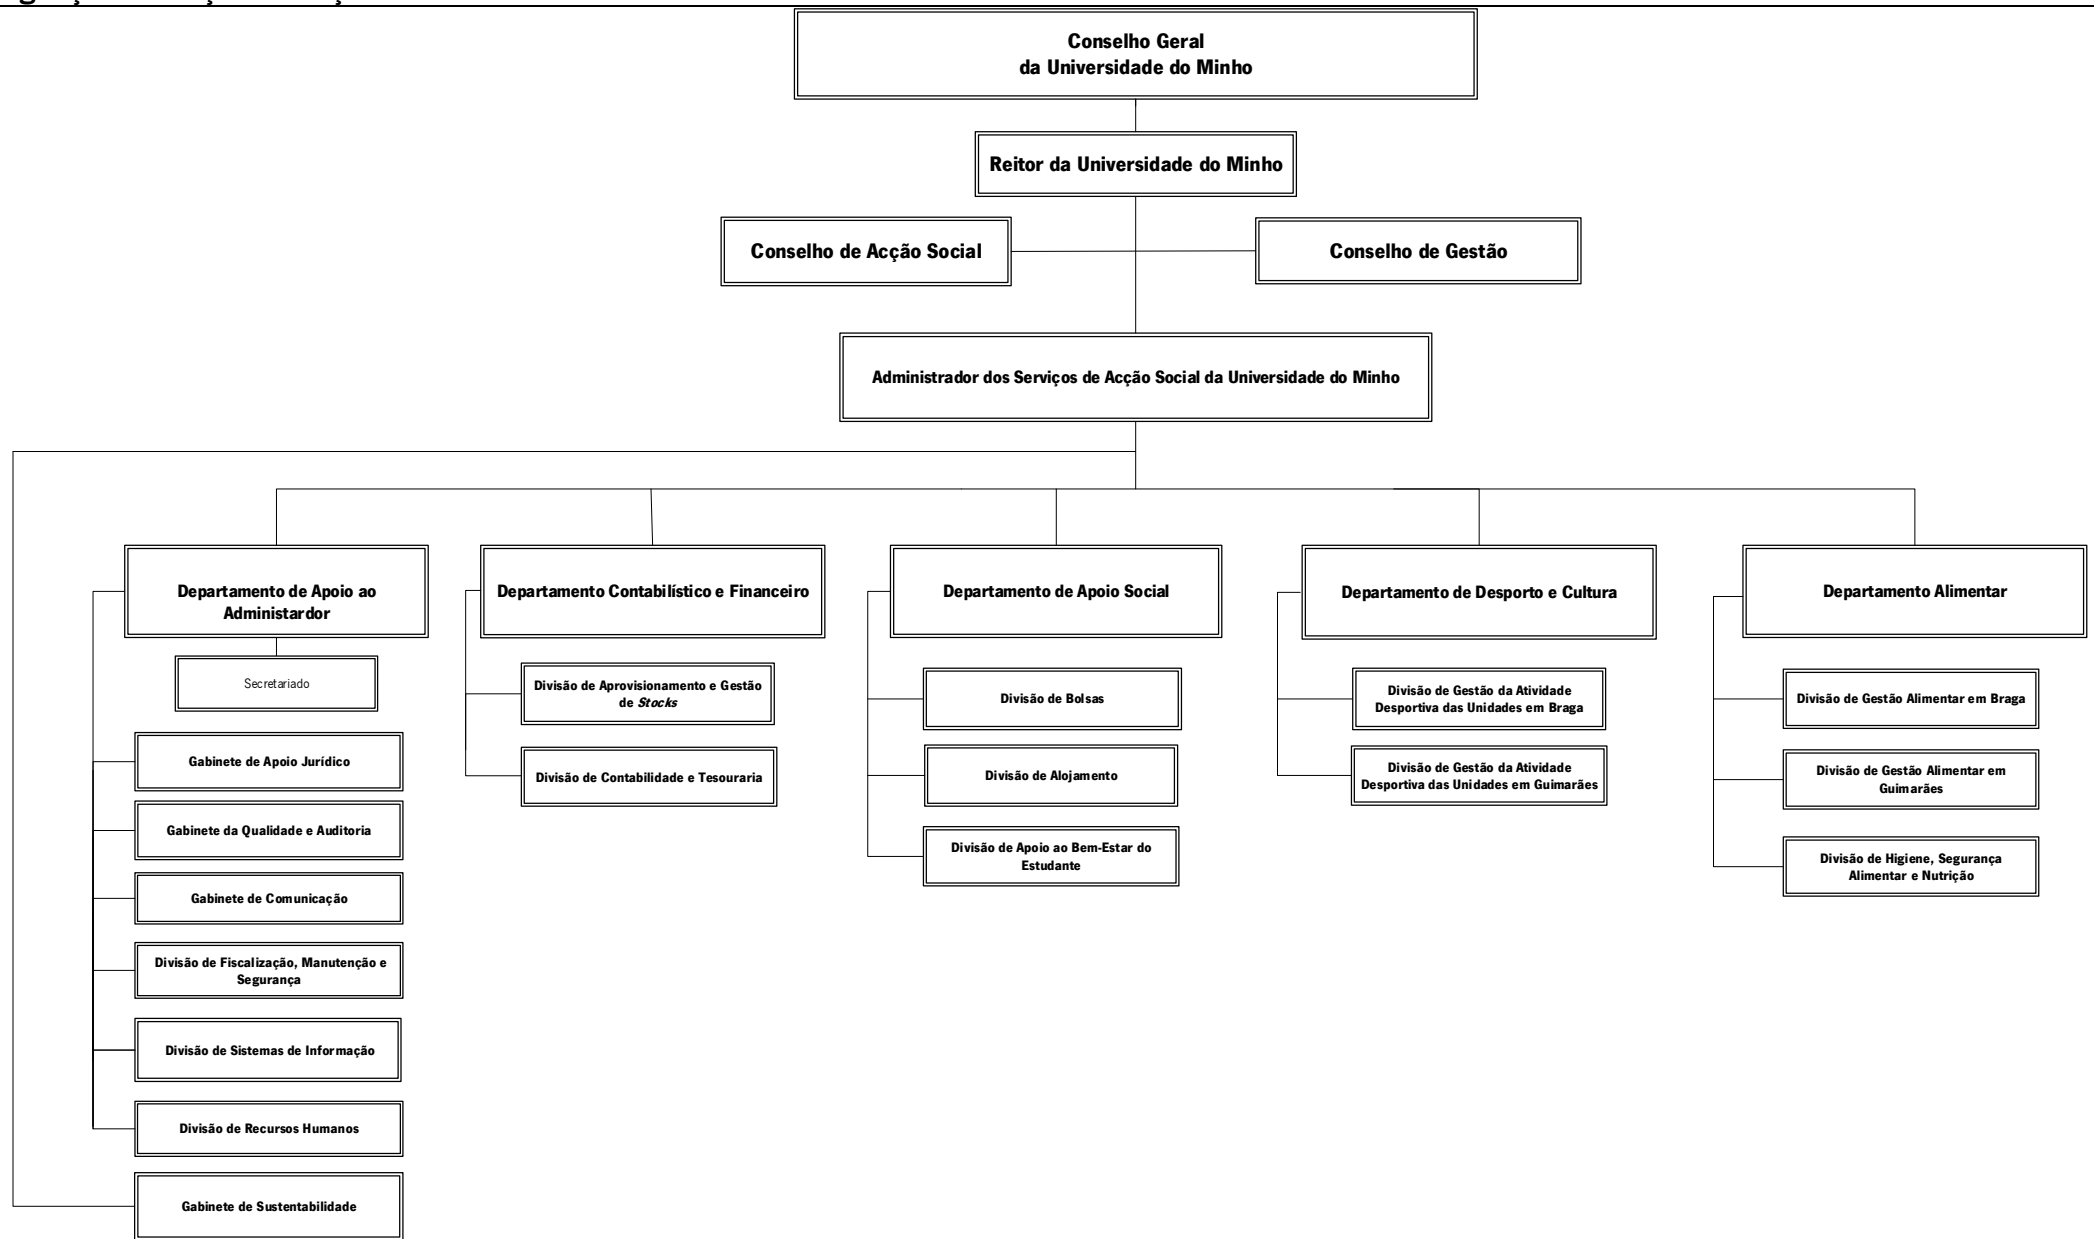 Conselho Geral
da Universidade do Minho
Reitor da Universidade do Minho
Conselho de Acção Social
Conselho de Gestão
Administrador dos Serviços de Acção Social da Universidade do Minho
Departamento de Apoio ao
Administardor
Secretariado
Gabinete de Apoio Jurídico
Gabinete da Qualidade e Auditoria
Gabinete de Comunicação
Divisão de Fiscalização, Manutenção e
Segurança
Divisão de Sistemas de Informação
Divisão de Recursos Humanos
Gabinete de Sustentabilidade
Departamento Contabilístico e Financeiro
Divisão de Aprovisionamento e Gestão
de Stocks
Divisão de Contabilidade e Tesouraria
Departamento de Apoio Social
Divisão de Bolsas
Divisão de Alojamento
Divisão de Apoio ao Bem-Estar do
Estudante
Departamento de Desporto e Cultura
Divisão de Gestão da Atividade
Desportiva das Unidades em Braga
Divisão de Gestão da Atividade
Desportiva das Unidades em Guimarães
Departamento Alimentar
Divisão de Gestão Alimentar em Braga
Divisão de Gestão Alimentar em
Guimarães
Divisão de Higiene, Segurança
Alimentar e Nutrição